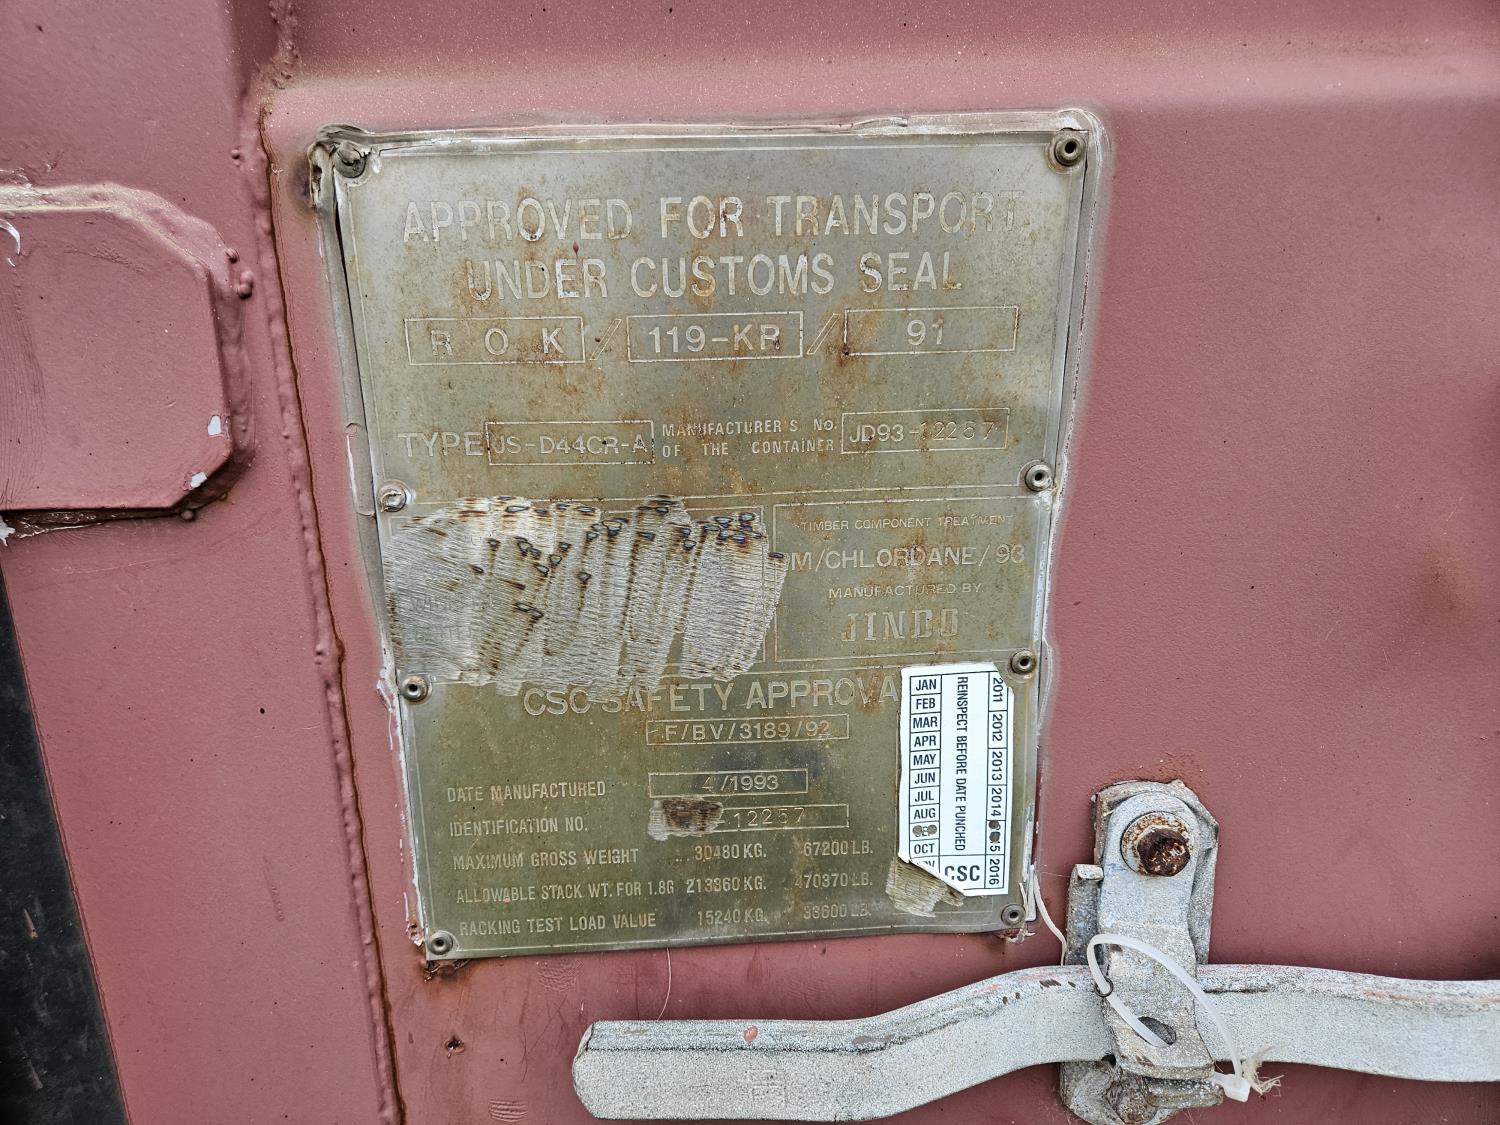 APPROVED FOR TRANSPORT
UNDER CUSTOMS SEAL
R O K / 119-KR / 91
TYPE JS-D44CR-A MANUFACTURER'S No. OF THE CONTAINER JD93-12257
TIMBER COMPONENT TREATMENT
/CHLORDANE/93
MANUFACTURED BY
JINDO
CSC SAFETY APPROVA
F/BV/3189/92
DATE MANUFACTURED 4/1993
IDENTIFICATION NO. -12257
MAXIMUM GROSS WEIGHT 30480 KG. 67200 LB.
ALLOWABLE STACK WT. FOR 1.8G 213360 KG. 470370 LB.
RACKING TEST LOAD VALUE 15240 KG. 33600 LB.
JAN
FEB
MAR
APR
MAY
JUN
JUL
AUG
OCT
REINSPECT BEFORE DATE PUNCHED
CSC
2011 2012 2013 2014 2015 2016